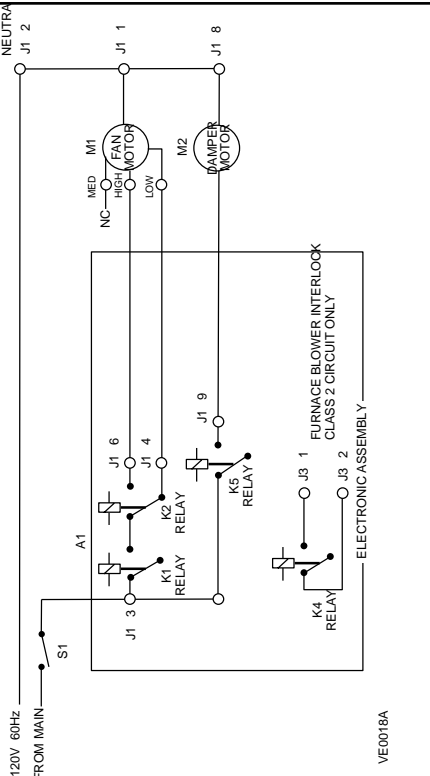 NEUTRA
120V 60Hz
J1 2
FROM MAIN
S1
A1
M1
MED
NC
FAN
MOTOR
HIGH
J1 6
J1 1
J1 3
J1 4
LOW
K1
RELAY
K2
RELAY
M2
J1 9
DAMPER
MOTOR
J1 8
K5
RELAY
J3 1
FURNACE BLOWER INTERLOCK
CLASS 2 CIRCUIT ONLY
K4
RELAY
J3 2
ELECTRONIC ASSEMBLY
VE0018A